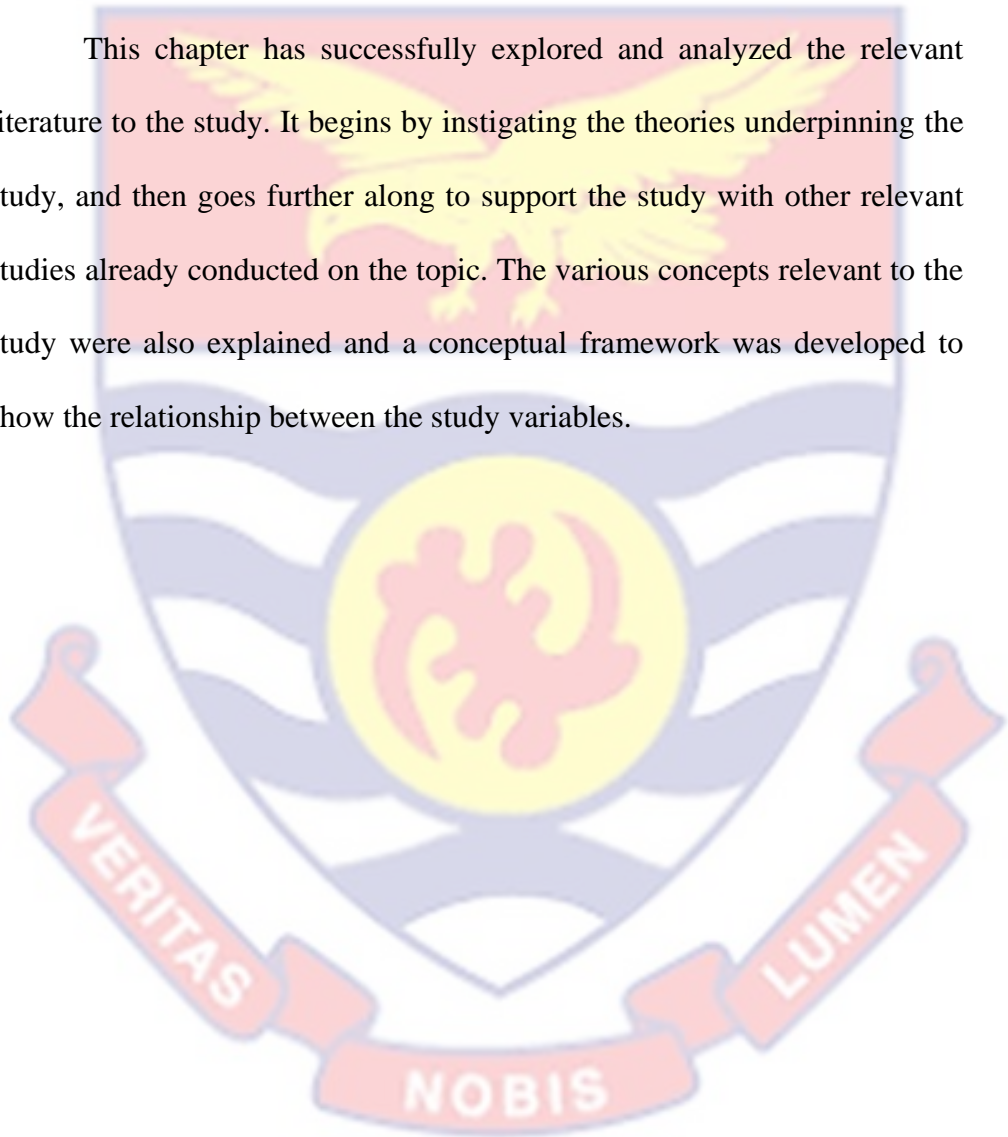 This chapter has successfully explored and analyzed the relevant
iterature to the study. It begins by instigating the theories underpinning the
tudy, and then goes further along to support the study with other relevant
tudies already conducted on the topic. The various concepts relevant to the
tudy were also explained and a conceptual framework was developed to
how the relationship between the study variables.
VERITAS
NOBIS
LUMEN